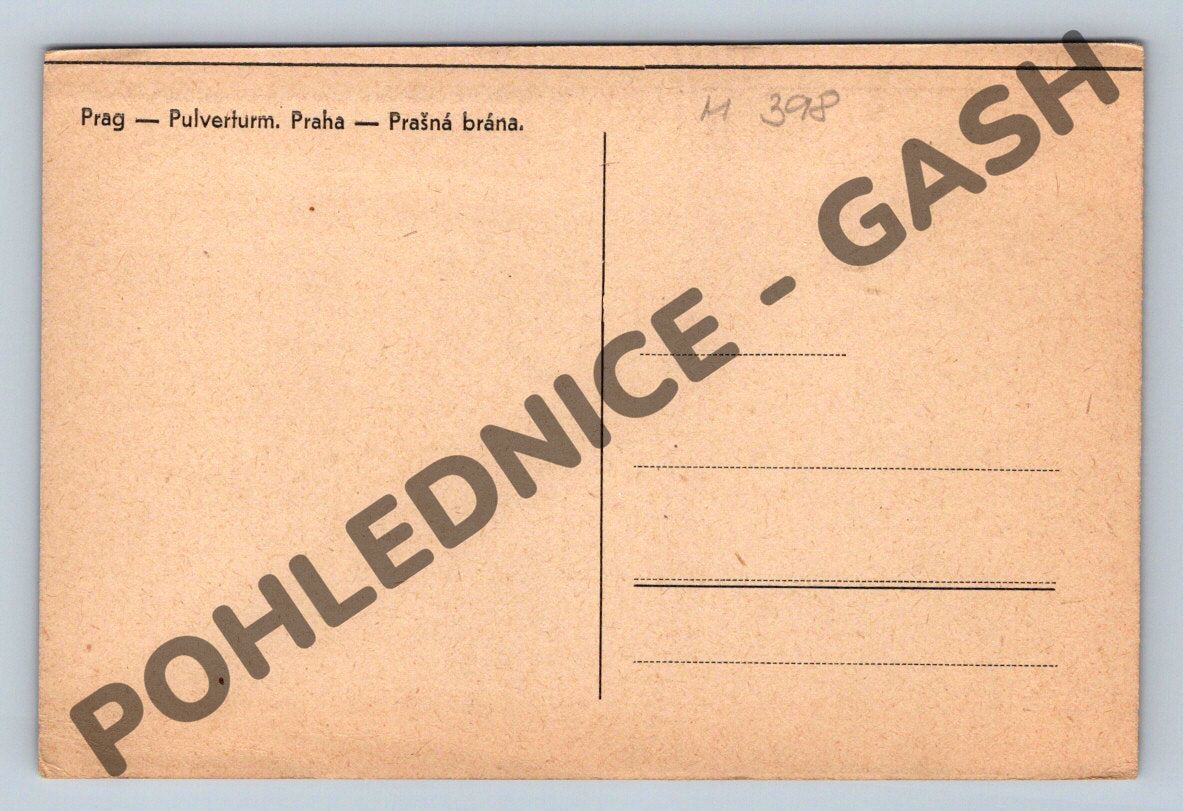 Prag — Pulverturm. Praha — Prašná brána.
H 398
POHLEDNICE - GASH